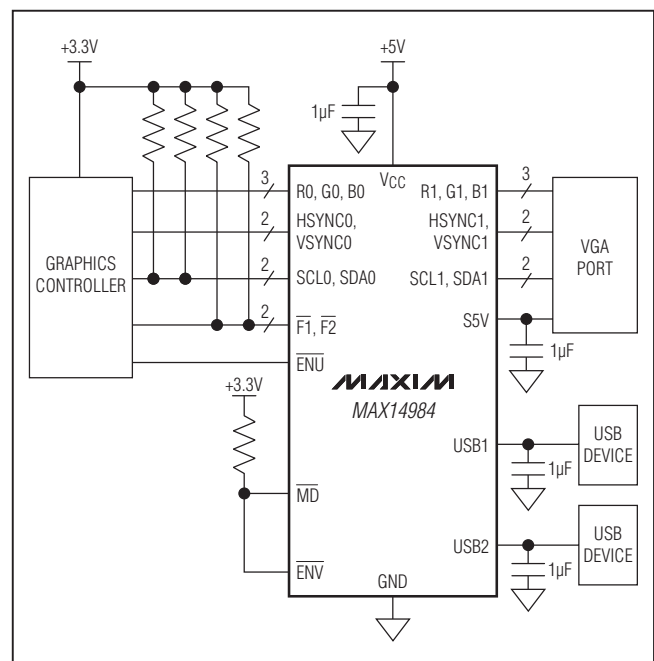 +3.3V
+5V
1µF
VCC
GRAPHICS
CONTROLLER
3
R0, G0, B0
2
HSYNC0,
VSYNC0
2
SCL0, SDA0
2
F1, F2
ENU
R1, G1, B1
3
HSYNC1,
VSYNC1
2
SCL1, SDA1
2
S5V
1µF
VGA
PORT
MAXIM
MAX14984
+3.3V
MD
ENV
GND
USB1
1µF
USB
DEVICE
USB2
1µF
USB
DEVICE